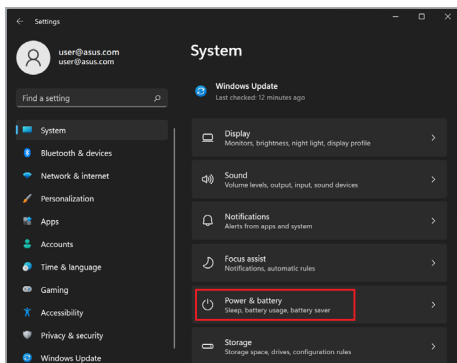 Settings
user@asus.com
user@asus.com
Find a setting
System
Bluetooth & devices
Network & internet
Personalization
Apps
Accounts
Time & language
Gaming
Accessibility
Privacy & security
Windows Update
System
Windows Update
Last checked: 12 minutes ago
Display
Monitors, brightness, night light, display profile
Sound
Volume levels, output, input, sound devices
Notifications
Alerts from apps and system
Focus assist
Notifications, automatic rules
Power & battery
Sleep, battery usage, battery saver
Storage
Storage space, drives, configuration rules